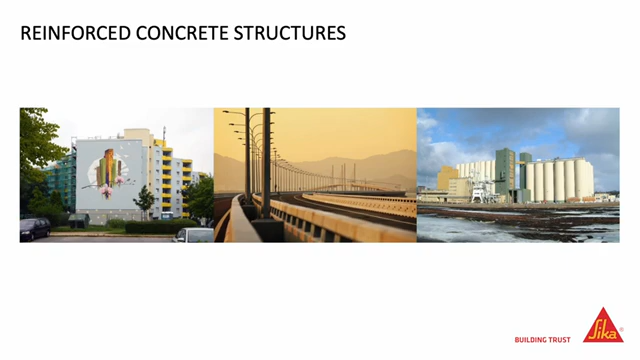 REINFORCED CONCRETE STRUCTURES
BUILDING TRUST
Sika®